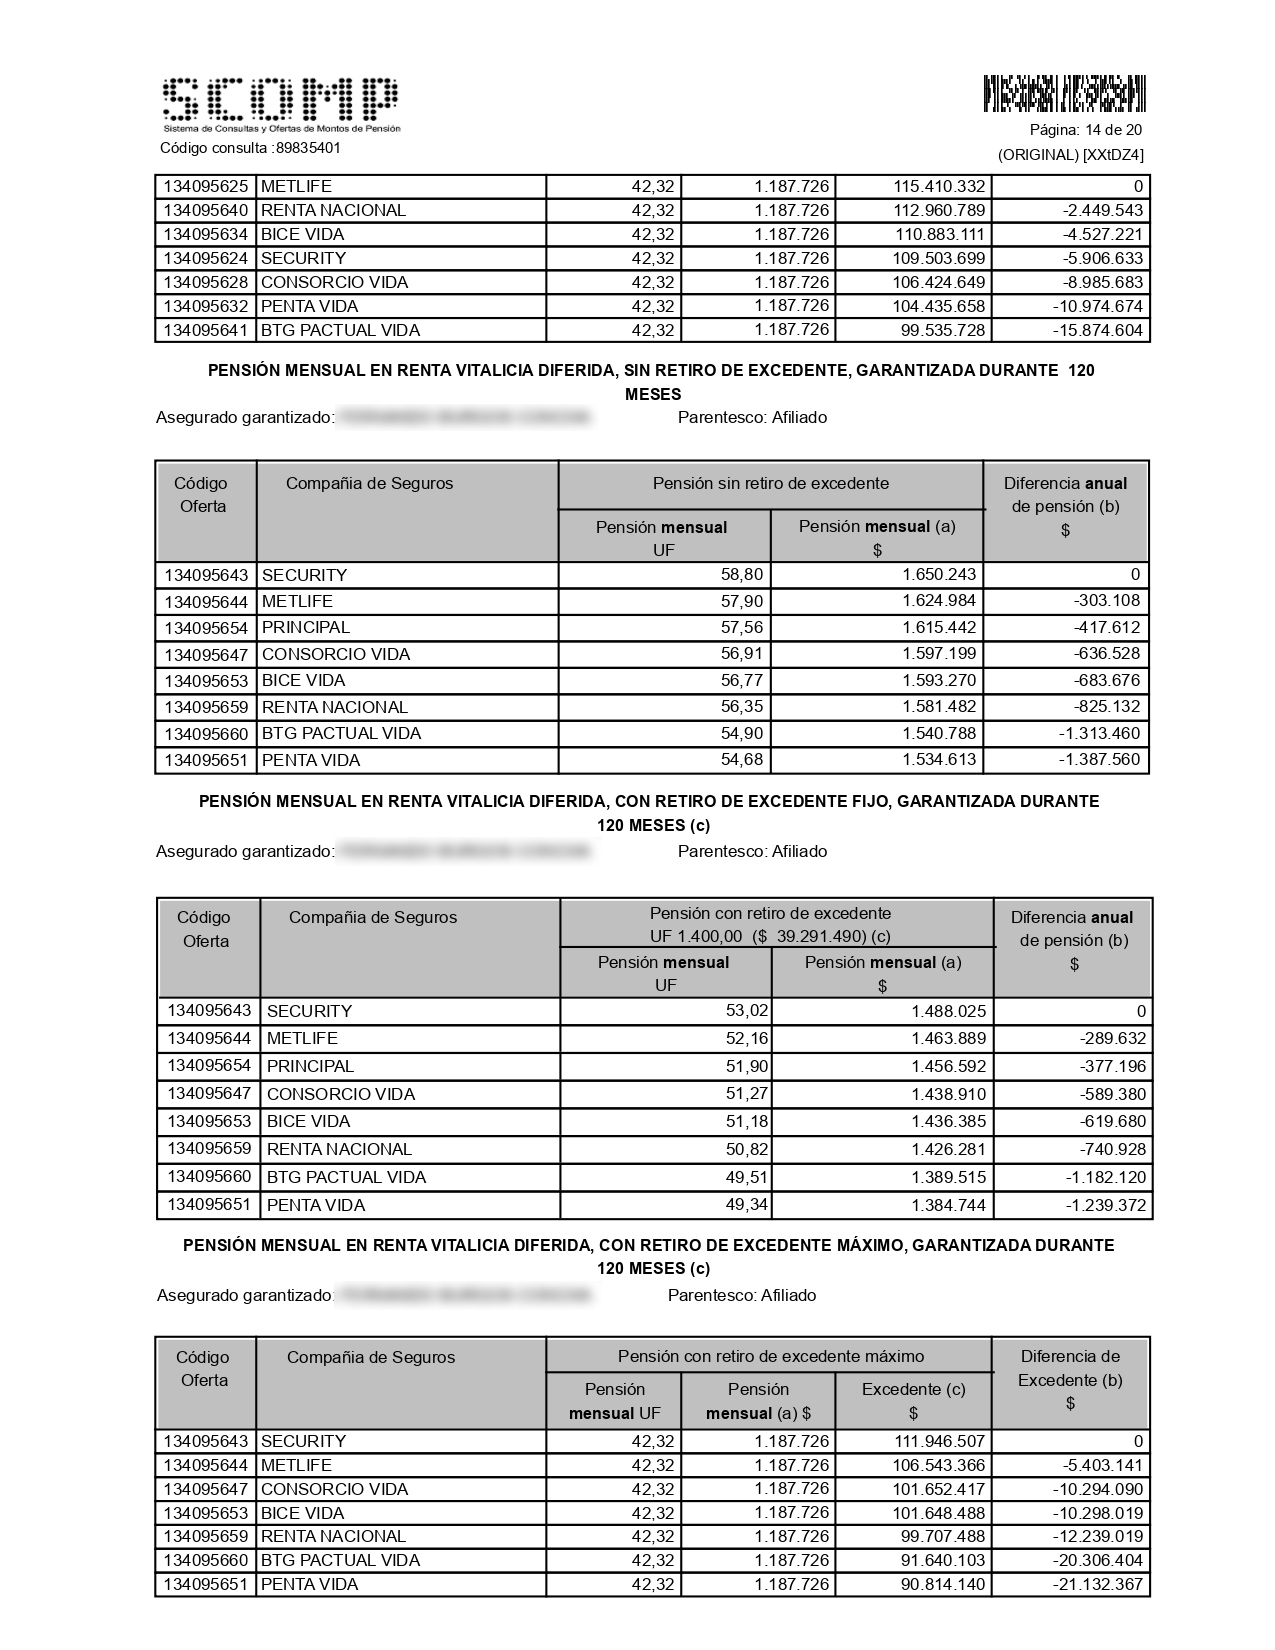 SCOMP
Sistema de Consultas y Ofertas de Montos de Pensión
Código consulta :89835401
Página: 14 de 20
(ORIGINAL) [XXtDZ4]
134095625 METLIFE 42,32 1.187.726 115.410.332 0
134095640 RENTA NACIONAL 42,32 1.187.726 112.960.789 -2.449.543
134095634 BICE VIDA 42,32 1.187.726 110.883.111 -4.527.221
134095624 SECURITY 42,32 1.187.726 109.503.699 -5.906.633
134095628 CONSORCIO VIDA 42,32 1.187.726 106.424.649 -8.985.683
134095632 PENTA VIDA 42,32 1.187.726 104.435.658 -10.974.674
134095641 BTG PACTUAL VIDA 42,32 1.187.726 99.535.728 -15.874.604
PENSIÓN MENSUAL EN RENTA VITALICIA DIFERIDA, SIN RETIRO DE EXCEDENTE, GARANTIZADA DURANTE 120
MESES
Asegurado garantizado: Parentesco: Afiliado
Código Compañia de Seguros Pensión sin retiro de excedente Diferencia anual
Oferta de pensión (b)
Pensión mensual Pensión mensual (a) $
UF $
134095643 SECURITY 58,80 1.650.243 0
134095644 METLIFE 57,90 1.624.984 -303.108
134095654 PRINCIPAL 57,56 1.615.442 -417.612
134095647 CONSORCIO VIDA 56,91 1.597.199 -636.528
134095653 BICE VIDA 56,77 1.593.270 -683.676
134095659 RENTA NACIONAL 56,35 1.581.482 -825.132
134095660 BTG PACTUAL VIDA 54,90 1.540.788 -1.313.460
134095651 PENTA VIDA 54,68 1.534.613 -1.387.560
PENSIÓN MENSUAL EN RENTA VITALICIA DIFERIDA, CON RETIRO DE EXCEDENTE FIJO, GARANTIZADA DURANTE
120 MESES (c)
Asegurado garantizado: Parentesco: Afiliado
Código Compañia de Seguros Pensión con retiro de excedente Diferencia anual
Oferta UF 1.400,00 ($ 39.291.490) (c) de pensión (b)
Pensión mensual Pensión mensual (a) $
UF $
134095643 SECURITY 53,02 1.488.025 0
134095644 METLIFE 52,16 1.463.889 -289.632
134095654 PRINCIPAL 51,90 1.456.592 -377.196
134095647 CONSORCIO VIDA 51,27 1.438.910 -589.380
134095653 BICE VIDA 51,18 1.436.385 -619.680
134095659 RENTA NACIONAL 50,82 1.426.281 -740.928
134095660 BTG PACTUAL VIDA 49,51 1.389.515 -1.182.120
134095651 PENTA VIDA 49,34 1.384.744 -1.239.372
PENSIÓN MENSUAL EN RENTA VITALICIA DIFERIDA, CON RETIRO DE EXCEDENTE MÁXIMO, GARANTIZADA DURANTE
120 MESES (c)
Asegurado garantizado: Parentesco: Afiliado
Código Compañia de Seguros Pensión con retiro de excedente máximo Diferencia de
Oferta Excedente (b)
Pensión Pensión Excedente (c) $
mensual UF mensual (a) $ $
134095643 SECURITY 42,32 1.187.726 111.946.507 0
134095644 METLIFE 42,32 1.187.726 106.543.366 -5.403.141
134095647 CONSORCIO VIDA 42,32 1.187.726 101.652.417 -10.294.090
134095653 BICE VIDA 42,32 1.187.726 101.648.488 -10.298.019
134095659 RENTA NACIONAL 42,32 1.187.726 99.707.488 -12.239.019
134095660 BTG PACTUAL VIDA 42,32 1.187.726 91.640.103 -20.306.404
134095651 PENTA VIDA 42,32 1.187.726 90.814.140 -21.132.367